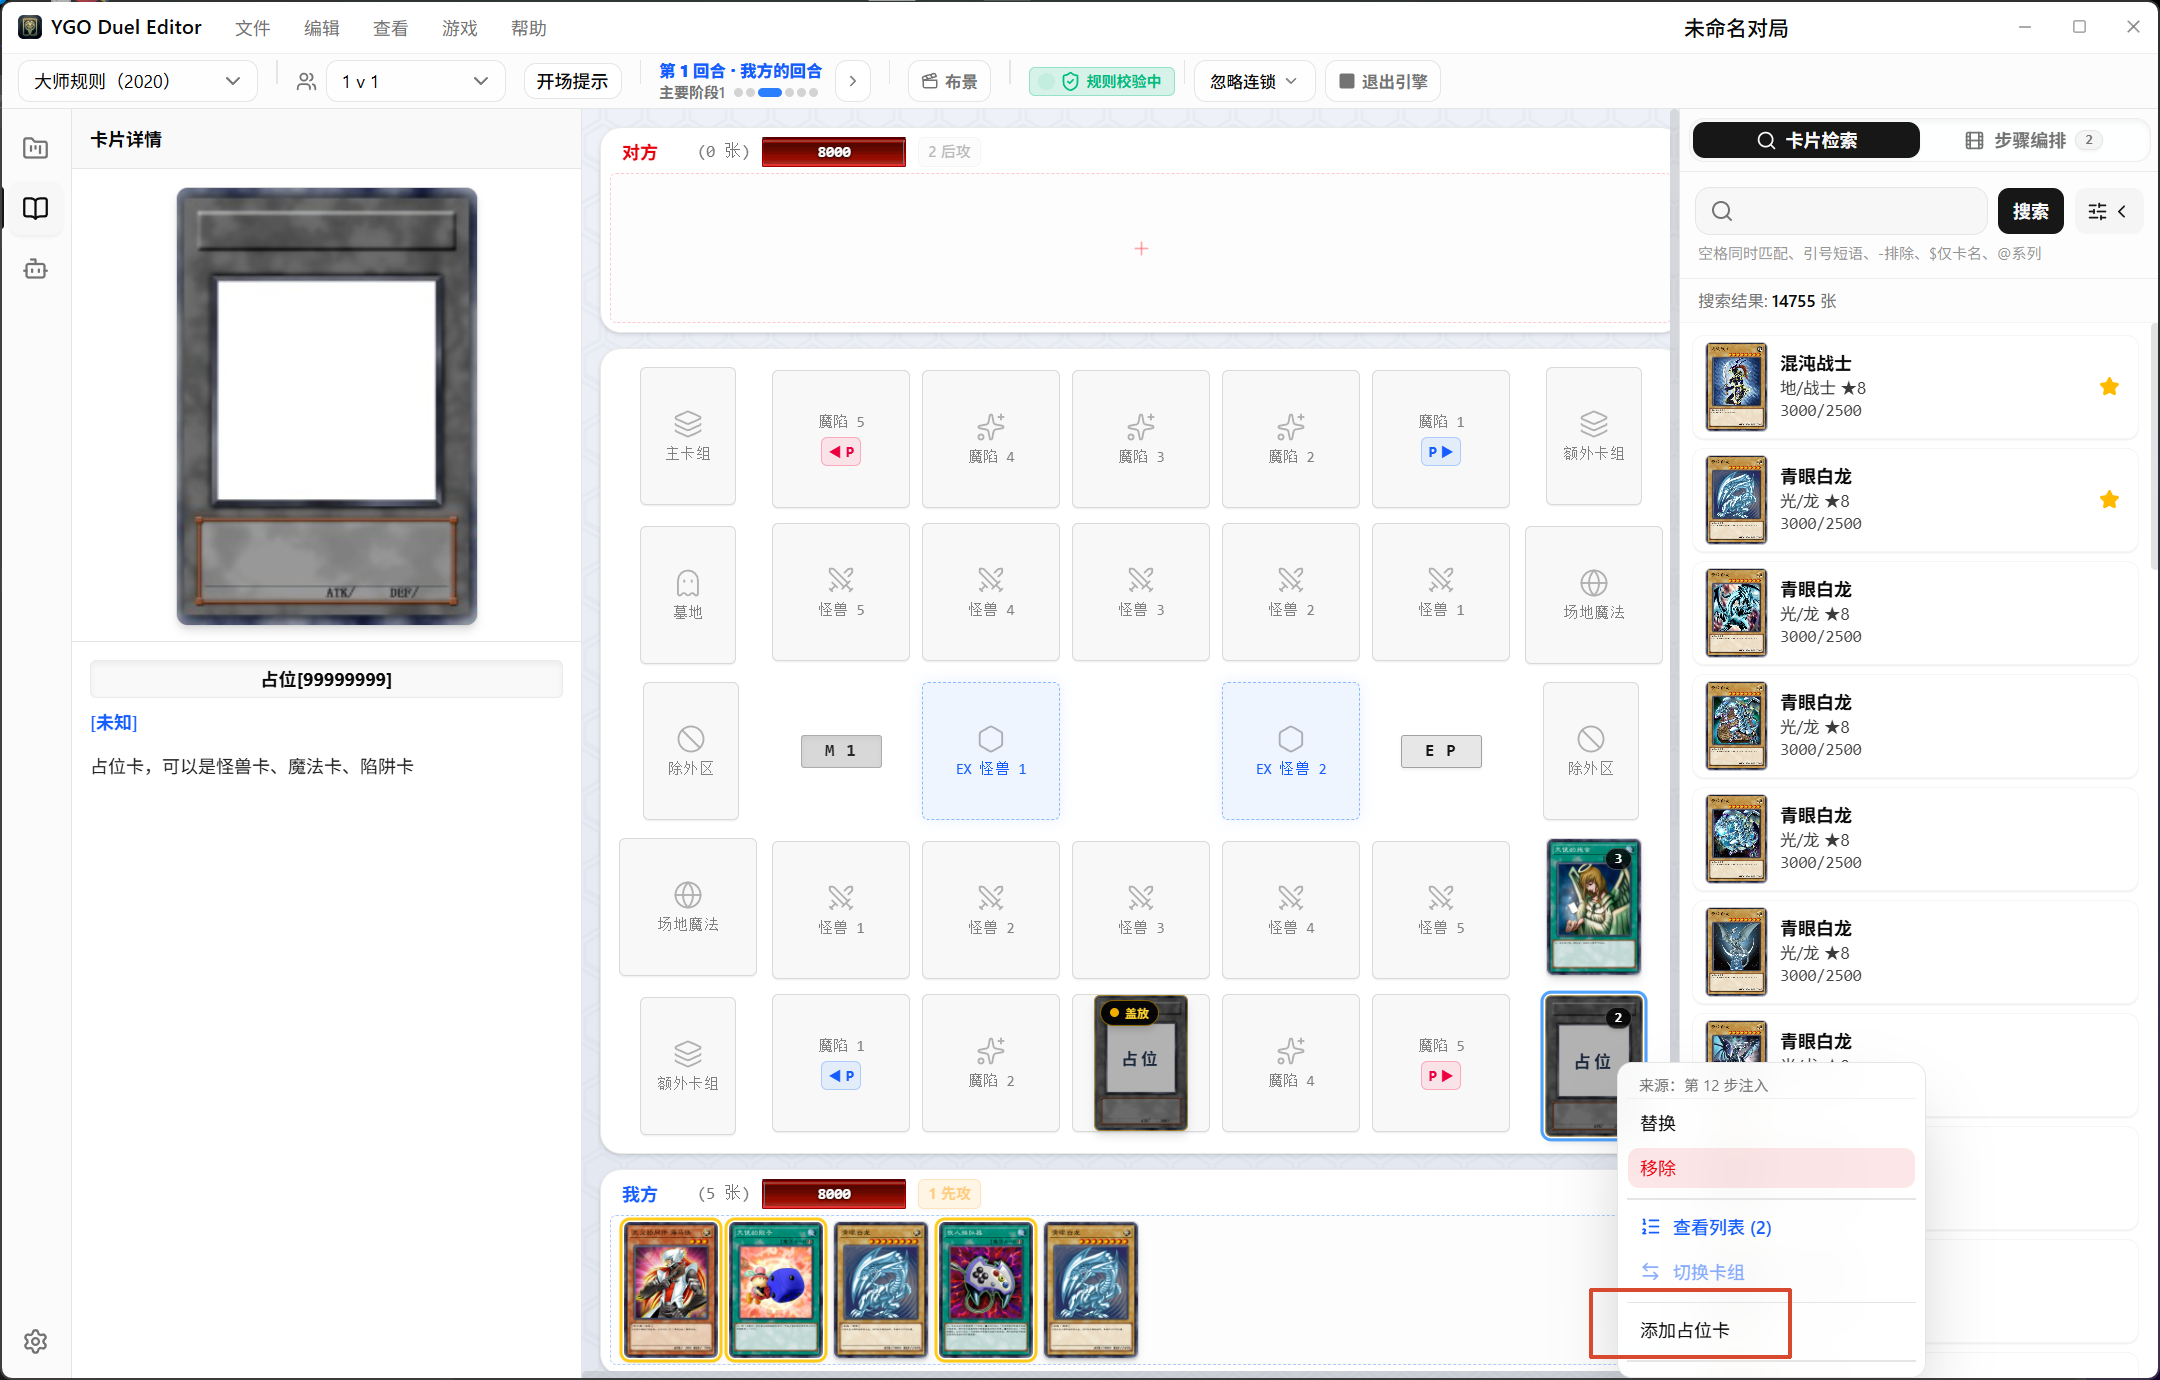 YGO Duel Editor 文件 编辑 查看 游戏 帮助 未命名对局
大师规则（2020） 1 v 1 开场提示 第 1 回合 · 我方的回合 布景 规则校验中 忽略连锁 退出引擎
主要阶段1
卡片详情
ATK/ DEF/
占位[99999999]
[未知]
占位卡，可以是怪兽卡、魔法卡、陷阱卡
对方 (0 张) 8000 2 后攻
主卡组 魔陷 5 魔陷 4 魔陷 3 魔陷 2 魔陷 1 额外卡组
P P
墓地 怪兽 5 怪兽 4 怪兽 3 怪兽 2 怪兽 1 场地魔法
除外区 M 1 EX 怪兽 1 EX 怪兽 2 E P 除外区
场地魔法 怪兽 1 怪兽 2 怪兽 3 怪兽 4 怪兽 5 3
额外卡组 魔陷 1 魔陷 2 盖放 魔陷 4 魔陷 5 2
P 占位 P 占位
我方 (5 张) 8000 1 先攻
卡片检索 步骤编排 2
搜索
空格同时匹配、引号短语、-排除、$仅卡名、@系列
搜索结果: 14755 张
混沌战士
地/战士 ★8
3000/2500
青眼白龙
光/龙 ★8
3000/2500
青眼白龙
光/龙 ★8
3000/2500
青眼白龙
光/龙 ★8
3000/2500
青眼白龙
光/龙 ★8
3000/2500
青眼白龙
光/龙 ★8
3000/2500
青眼白龙
来源：第 12 步注入
替换
移除
查看列表 (2)
切换卡组
添加占位卡